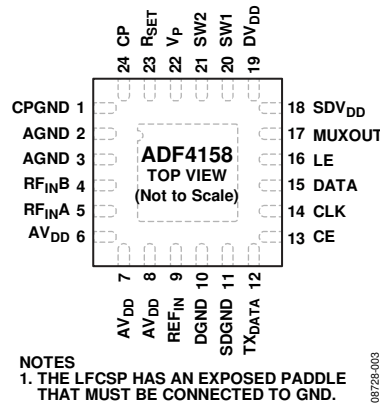 24 CP
23 RSET
22 VP
21 SW2
20 SW1
19 DVDD
CPGND 1
AGND 2
AGND 3
RFINB 4
RFINA 5
AVDD 6
ADF4158
TOP VIEW
(Not to Scale)
18 SDVDD
17 MUXOUT
16 LE
15 DATA
14 CLK
13 CE
AVDD 7
AVDD 8
REFIN 9
DGND 10
SDGND 11
TXDATA 12
NOTES
1. THE LFCSP HAS AN EXPOSED PADDLE
THAT MUST BE CONNECTED TO GND.
08728-003